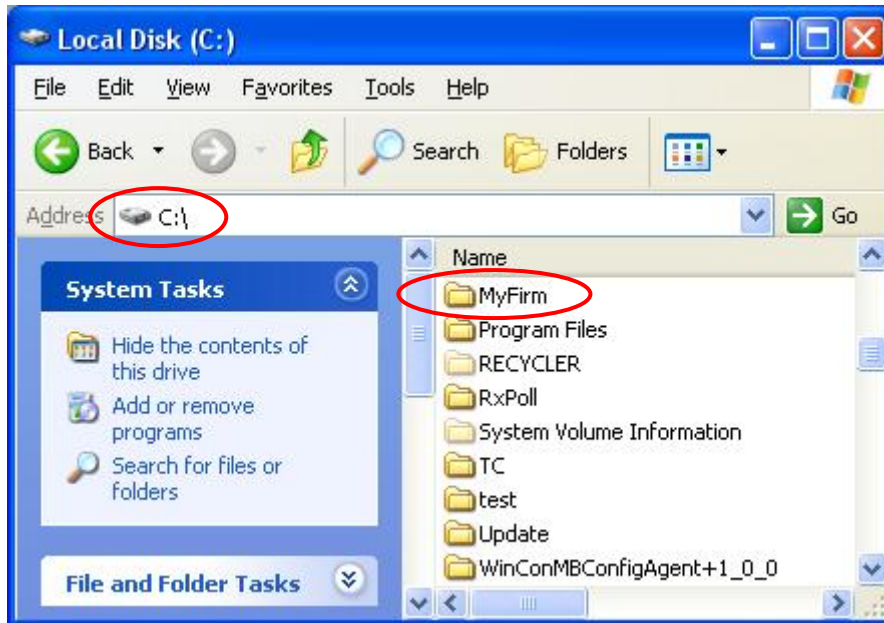 Local Disk (C:)
File Edit View Favorites Tools Help
Back Search Folders
Address C:\ Go
System Tasks
Hide the contents of
this drive
Add or remove
programs
Search for files or
folders
File and Folder Tasks
Name
MyFirm
Program Files
RECYCLER
RxPoll
System Volume Information
TC
test
Update
WinConMBConfigAgent+1_0_0